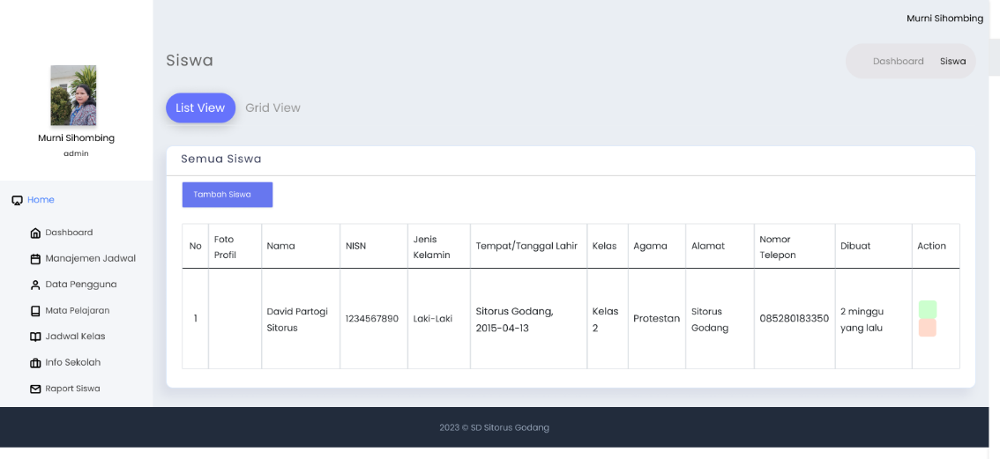 Murni Sihombing
Siswa
Dashboard Siswa
List View Grid View
Murni Sihombing
admin
Home
Dashboard
Manajemen Jadwal
Data Pengguna
Mata Pelajaran
Jadwal Kelas
Info Sekolah
Raport Siswa
Semua Siswa
Tambah Siswa
No Foto Profil Nama NISN Jenis Kelamin Tempat/Tanggal Lahir Kelas Agama Alamat Nomor Telepon Dibuat Action
1 David Partogi Sitorus 1234567890 Laki-Laki Sitorus Godang, 2015-04-13 Kelas 2 Protestan Sitorus Godang 085280183350 2 minggu yang lalu
2023 © SD Sitorus Godang